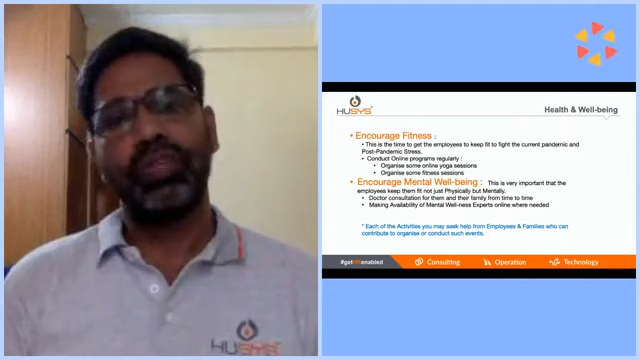 HUSYS
Health & Well-being
• Encourage Fitness :
• This is the time to get the employees to keep fit to fight the current pandemic and
Post-Pandemic Stress.
• Conduct Online programs regularly :
• Organise some online yoga sessions
• Organise some fitness sessions
• Encourage Mental Well-being : This is very important that the
employees keep them fit not just Physically but Mentally.
• Doctor consultation for them and their family from time to time
• Making Availability of Mental Well-ness Experts online where needed
* Each of the Activities you may seek help from Employees & Families who can
contribute to organise or conduct such events.
#getHRenabled Consulting Operation Technology
HUSYS